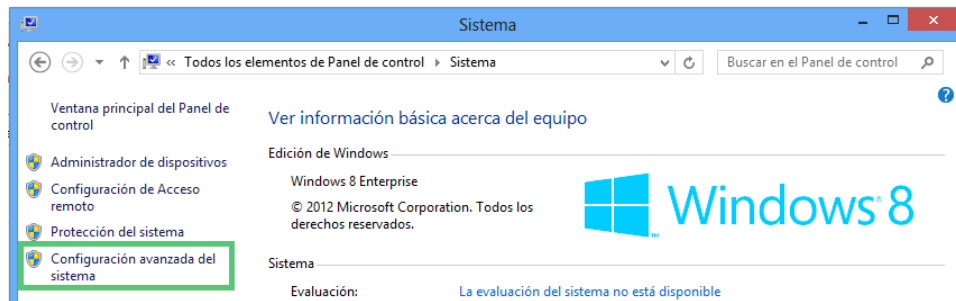 Sistema
« Todos los elementos de Panel de control ▸ Sistema
Buscar en el Panel de control
Ventana principal del Panel de
control
Administrador de dispositivos
Configuración de Acceso
remoto
Protección del sistema
Configuración avanzada del
sistema
Ver información básica acerca del equipo
Edición de Windows
Windows 8 Enterprise
© 2012 Microsoft Corporation. Todos los
derechos reservados.
Windows 8
Sistema
Evaluación: La evaluación del sistema no está disponible